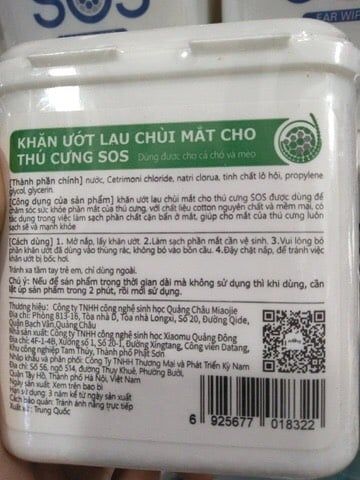 SOS
EAR WIP
KHĂN ƯỚT LAU CHÙI MẮT CHO
THÚ CƯNG SOS
Dùng được cho cả chó và mèo
[Thành phần chính] nước, Cetrimoni chloride, natri clorua, tinh chất lô hội, propylene
glycol, glycerin.
[Công dụng của sản phẩm] khăn ướt lau chùi mắt cho thú cưng SOS được dùng để
chăm sóc sức khỏe phần mắt của thú cưng, với chất liệu cotton nguyên chất và mềm mại, có
tác dụng trong việc làm sạch phần chất cặn bẩn ở mắt, giúp cho mắt của thú cưng luôn
sạch sẽ và mạnh khỏe
[Cách dùng] 1. Mở nắp, lấy khăn ướt. 2.Làm sạch phần mắt cần vệ sinh. 3.Vui lòng bỏ
phần khăn ướt đã dùng vào thùng rác, không bỏ vào bồn cầu. 4.Đậy chặt nắp, để tránh việc
khăn ướt bị bốc hơi.
Tránh xa tầm tay trẻ em, chỉ dùng ngoài.
Chú ý: Nếu để sản phẩm trong thời gian dài mà không sử dụng thì khi dùng, cần
lật úp sản phẩm trong 2 phút, rồi mới sử dụng.
Thương hiệu: Công ty TNHH công nghệ sinh học Quảng Châu Miaojie
Địa chỉ: Phòng 813-16, Tòa nhà D, Tòa nhà Longxi, Số 20, Đường Qide,
Quận Bạch Vân,Quảng Châu
Nhà sản xuất: Công ty TNHH công nghệ sinh học Xiaomu Quảng Đông
Địa chỉ: 4F-1-4B, Xưởng số 1, Số 20-1, Đường Xingtang, Công viên Datang,
Khu công nghiệp Tam Thủy, Thành phố Phật Sơn
Nhập khẩu và phân phối: Công TY TNHH Thương Mại và Phát Triển Kỳ Nam
Địa chỉ: Số 56, ngõ 514, đường Thụy Khuê, Phường Bưởi,
Quận Tây Hồ, Thành phố Hà Nội, Việt Nam
Ngày sản xuất: Xem trên bao bì
Hạn sử dụng: 3 năm kể từ ngày sản xuất
Cách bảo quản: Tránh ánh nắng trực tiếp
Xuất xứ: Trung Quốc
6 925677 018322